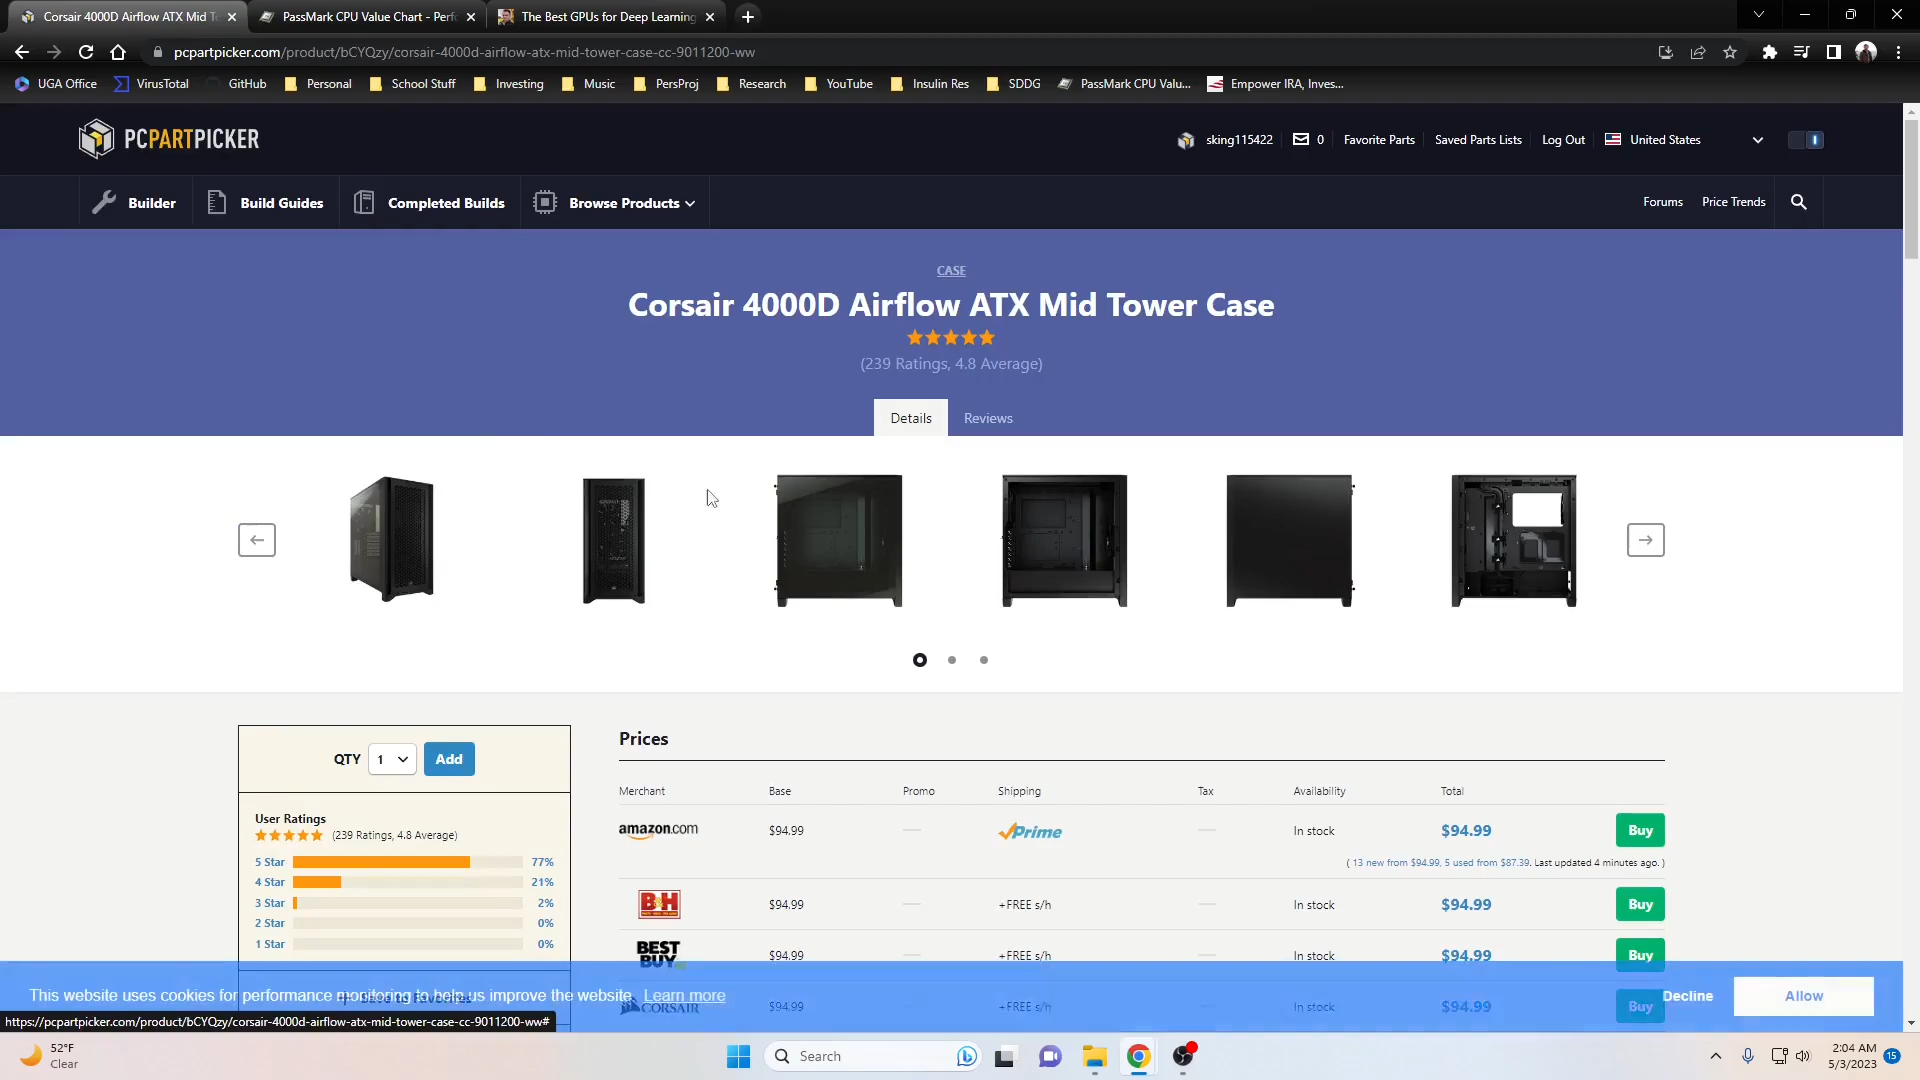 Corsair 4000D Airflow ATX Mid T
PassMark CPU Value Chart - Perfo
The Best GPUs for Deep Learning
pcpartpicker.com/product/bCYQzy/corsair-4000d-airflow-atx-mid-tower-case-cc-9011200-ww
UGA Office VirusTotal GitHub Personal School Stuff Investing Music PersProj Research YouTube Insulin Res SDDG PassMark CPU Valu... Empower IRA, Inves...
PCPARTPICKER
sking115422 0 Favorite Parts Saved Parts Lists Log Out United States
Builder Build Guides Completed Builds Browse Products Forums Price Trends
CASE
Corsair 4000D Airflow ATX Mid Tower Case
(239 Ratings, 4.8 Average)
Details Reviews
QTY 1 Add
User Ratings
(239 Ratings, 4.8 Average)
5 Star 77%
4 Star 21%
3 Star 2%
2 Star 0%
1 Star 0%
Prices
Merchant Base Promo Shipping Tax Availability Total
amazon.com $94.99 — Prime — In stock $94.99 Buy
( 13 new from $94.99, 5 used from $87.39. Last updated 4 minutes ago. )
B&H $94.99 — +FREE s/h — In stock $94.99 Buy
BEST BUY $94.99 +FREE s/h In stock $94.99 Buy
CORSAIR $94.99 +FREE s/h In stock $94.99 Buy
This website uses cookies for performance monitoring to help us improve the website. Learn more
Decline Allow
https://pcpartpicker.com/product/bCYQzy/corsair-4000d-airflow-atx-mid-tower-case-cc-9011200-ww#
52°F
Clear
Search
2:04 AM
5/3/2023
15